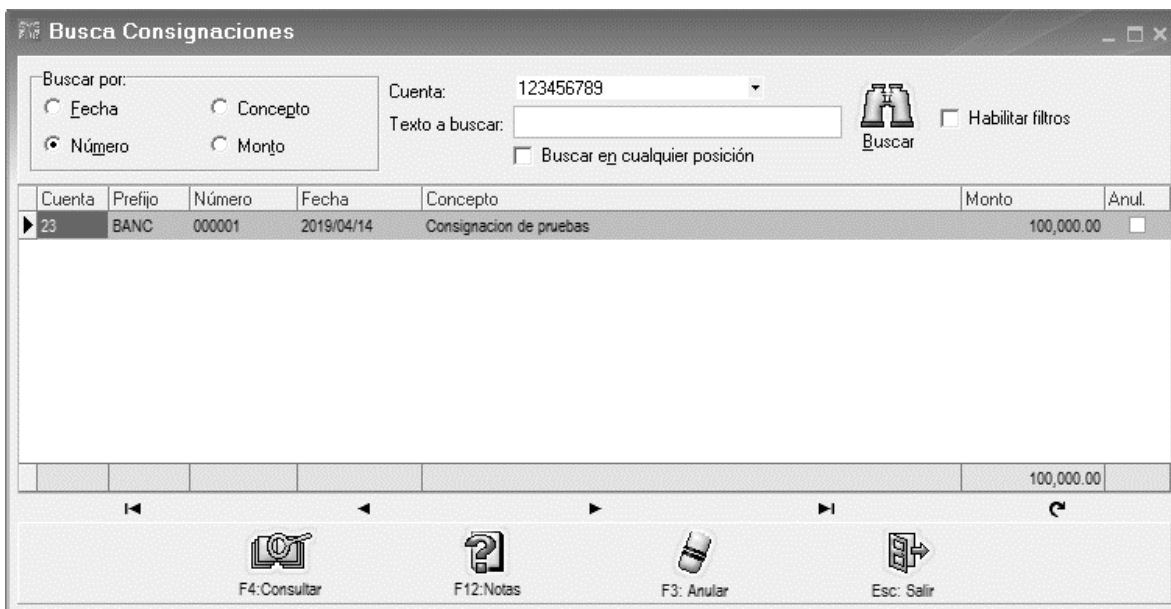 Busca Consignaciones
Buscar por:
Fecha
Concepto
Número
Monto
Cuenta: 123456789
Texto a buscar:
Buscar en cualquier posición
Buscar
Habilitar filtros
Cuenta Prefijo Número Fecha Concepto Monto Anul.
23 BANC 000001 2019/04/14 Consignacion de pruebas 100,000.00
100,000.00
F4:Consultar F12:Notas F3: Anular Esc: Salir